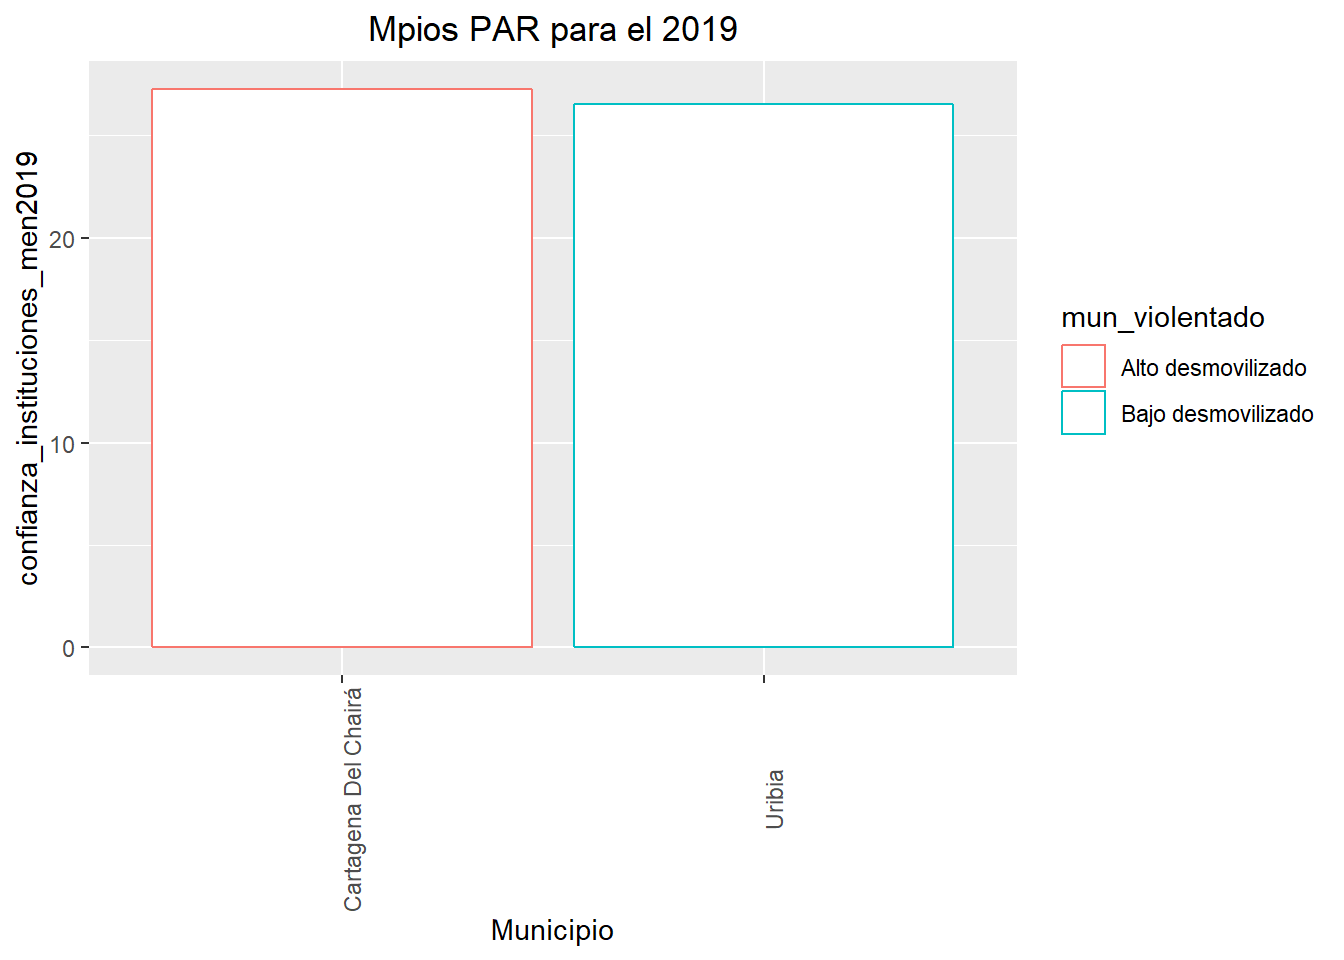 Mpios PAR para el 2019
confianza_instituciones_men2019
20
10
0
Cartagena Del Chairá
Uribia
Municipio
mun_violentado
Alto desmovilizado
Bajo desmovilizado